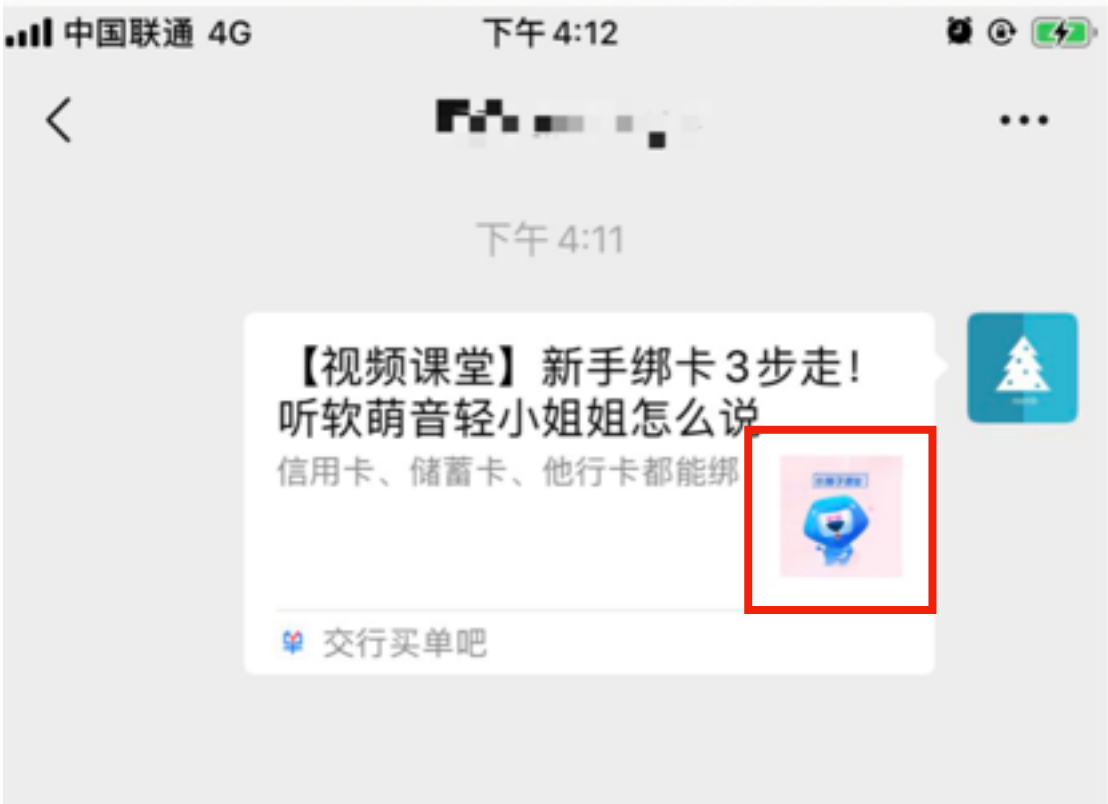 中国联通 4G
下午 4:12
下午 4:11
【视频课堂】新手绑卡3步走!
听软萌音轻小姐姐怎么说
信用卡、储蓄卡、他行卡都能绑
交行买单吧